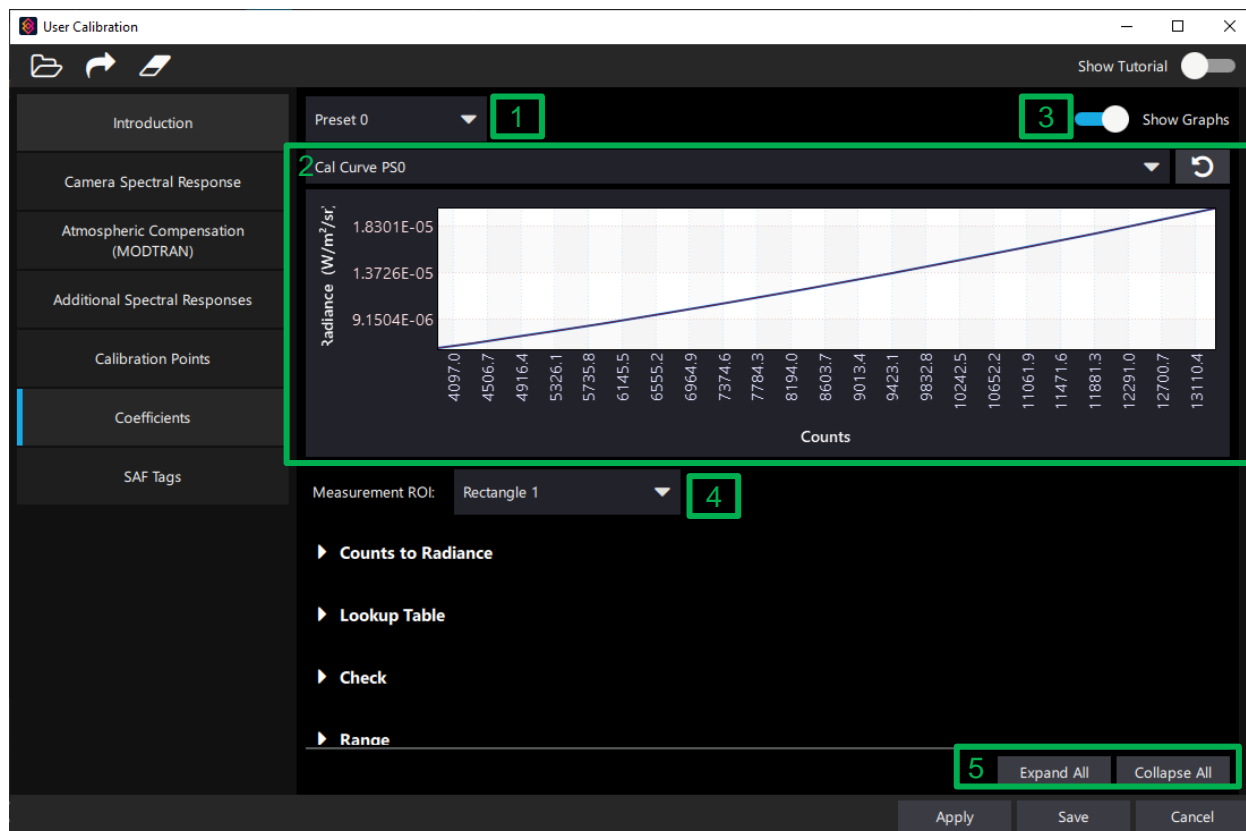 User Calibration
Show Tutorial
Introduction
Camera Spectral Response
Atmospheric Compensation
(MODTRAN)
Additional Spectral Responses
Calibration Points
Coefficients
SAF Tags
Preset 0
1
3
Show Graphs
2
Cal Curve PS0
Radiance (W/m²/sr)
1.8301E-05
1.3726E-05
9.1504E-06
4097.0
4506.7
4916.4
5326.1
5735.8
6145.5
6555.2
6964.9
7374.6
7784.3
8194.0
8603.7
9013.4
9423.1
9832.8
10242.5
10652.2
11061.9
11471.6
11881.3
12291.0
12700.7
13110.4
Counts
Measurement ROI:
Rectangle 1
4
Counts to Radiance
Lookup Table
Check
Range
5
Expand All
Collapse All
Apply
Save
Cancel